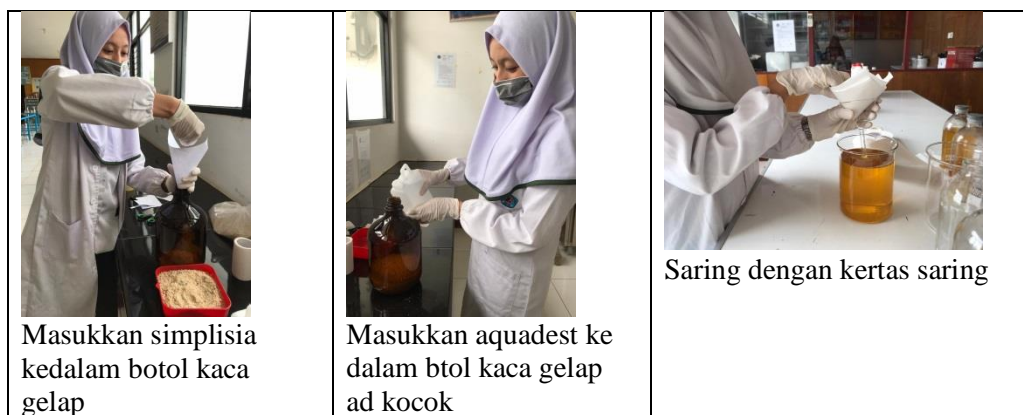 Masukkan simplisia
kedalam botol kaca
gelap
Masukkan aquadest ke
dalam btol kaca gelap
ad kocok
Saring dengan kertas saring